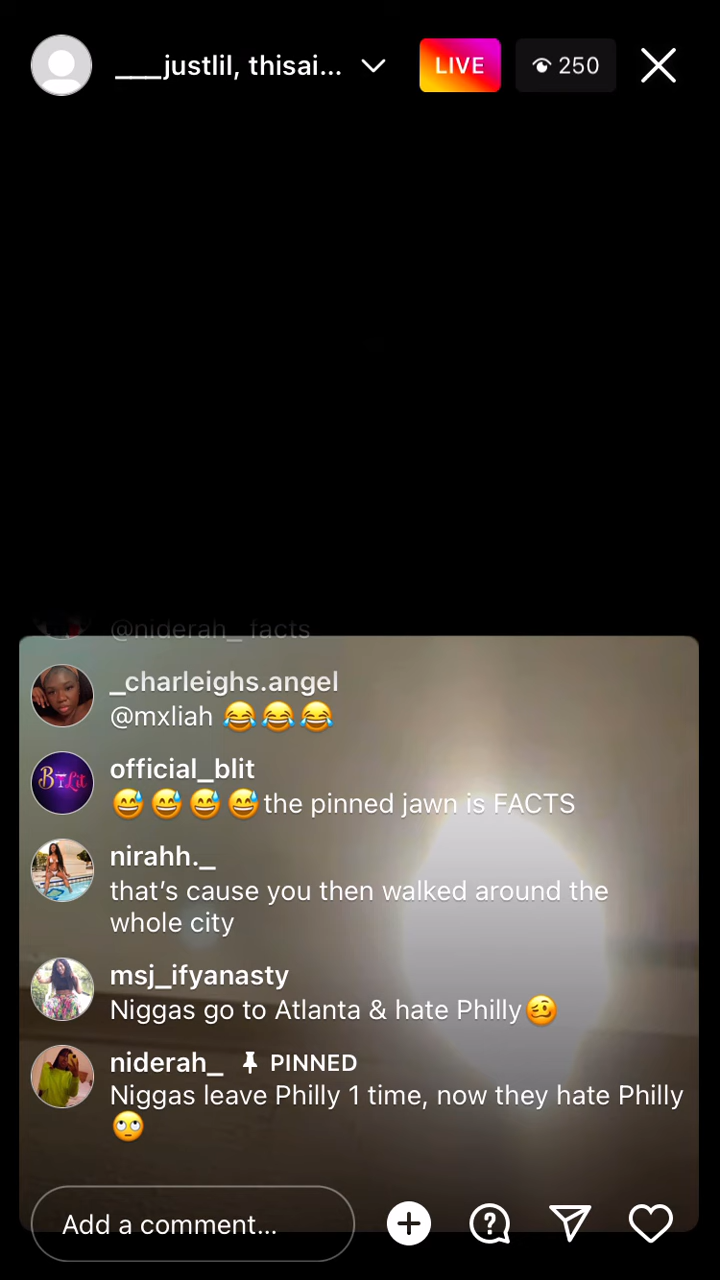 ___justlil, thisai...
LIVE
250
@niderah_ facts
_charleighs.angel
@mxliah 😂😂😂
BLit
official_blit
😅😅😅😅the pinned jawn is FACTS
nirahh._
that's cause you then walked around the
whole city
msj_ifyanasty
Niggas go to Atlanta & hate Philly🥴
niderah_ PINNED
Niggas leave Philly 1 time, now they hate Philly
🙄
Add a comment...